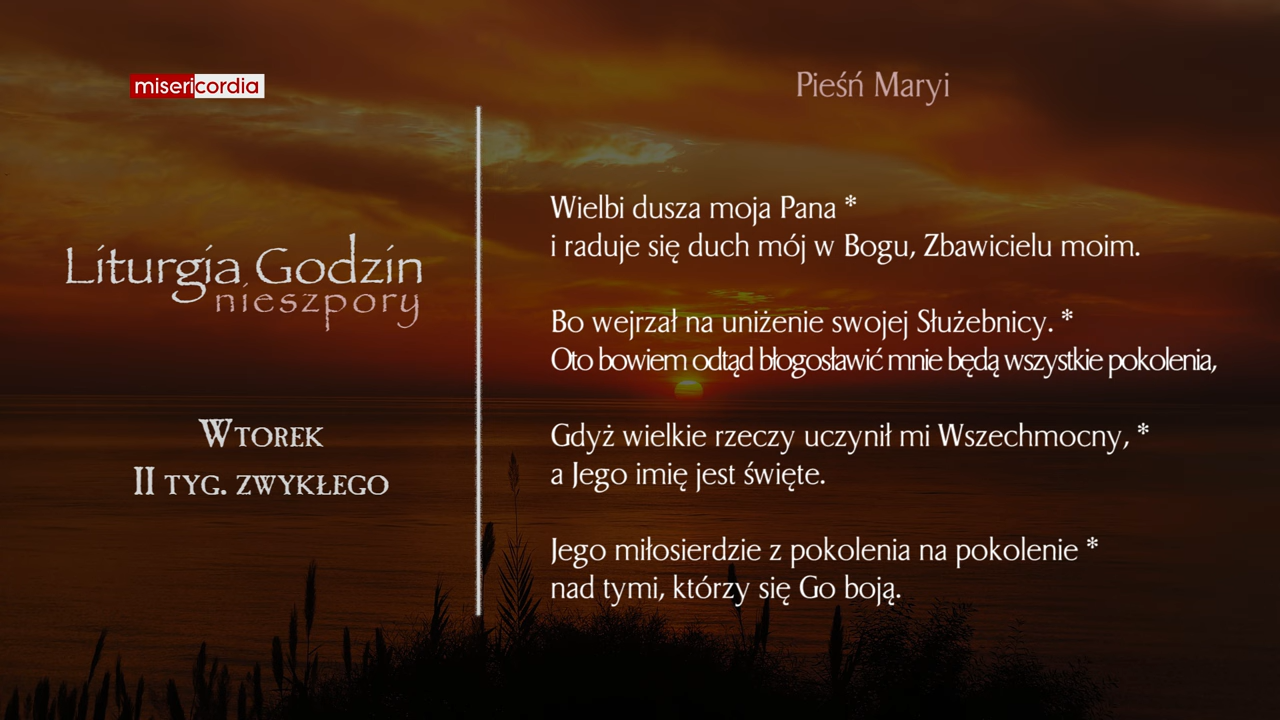 misericordia
Liturgia Godzin
nieszpory
Wtorek
II tyg. zwykłego
Pieśń Maryi
Wielbi dusza moja Pana *
i raduje się duch mój w Bogu, Zbawicielu moim.
Bo wejrzał na uniżenie swojej Służebnicy. *
Oto bowiem odtąd błogosławić mnie będą wszystkie pokolenia,
Gdyż wielkie rzeczy uczynił mi Wszechmocny, *
a Jego imię jest święte.
Jego miłosierdzie z pokolenia na pokolenie *
nad tymi, którzy się Go boją.